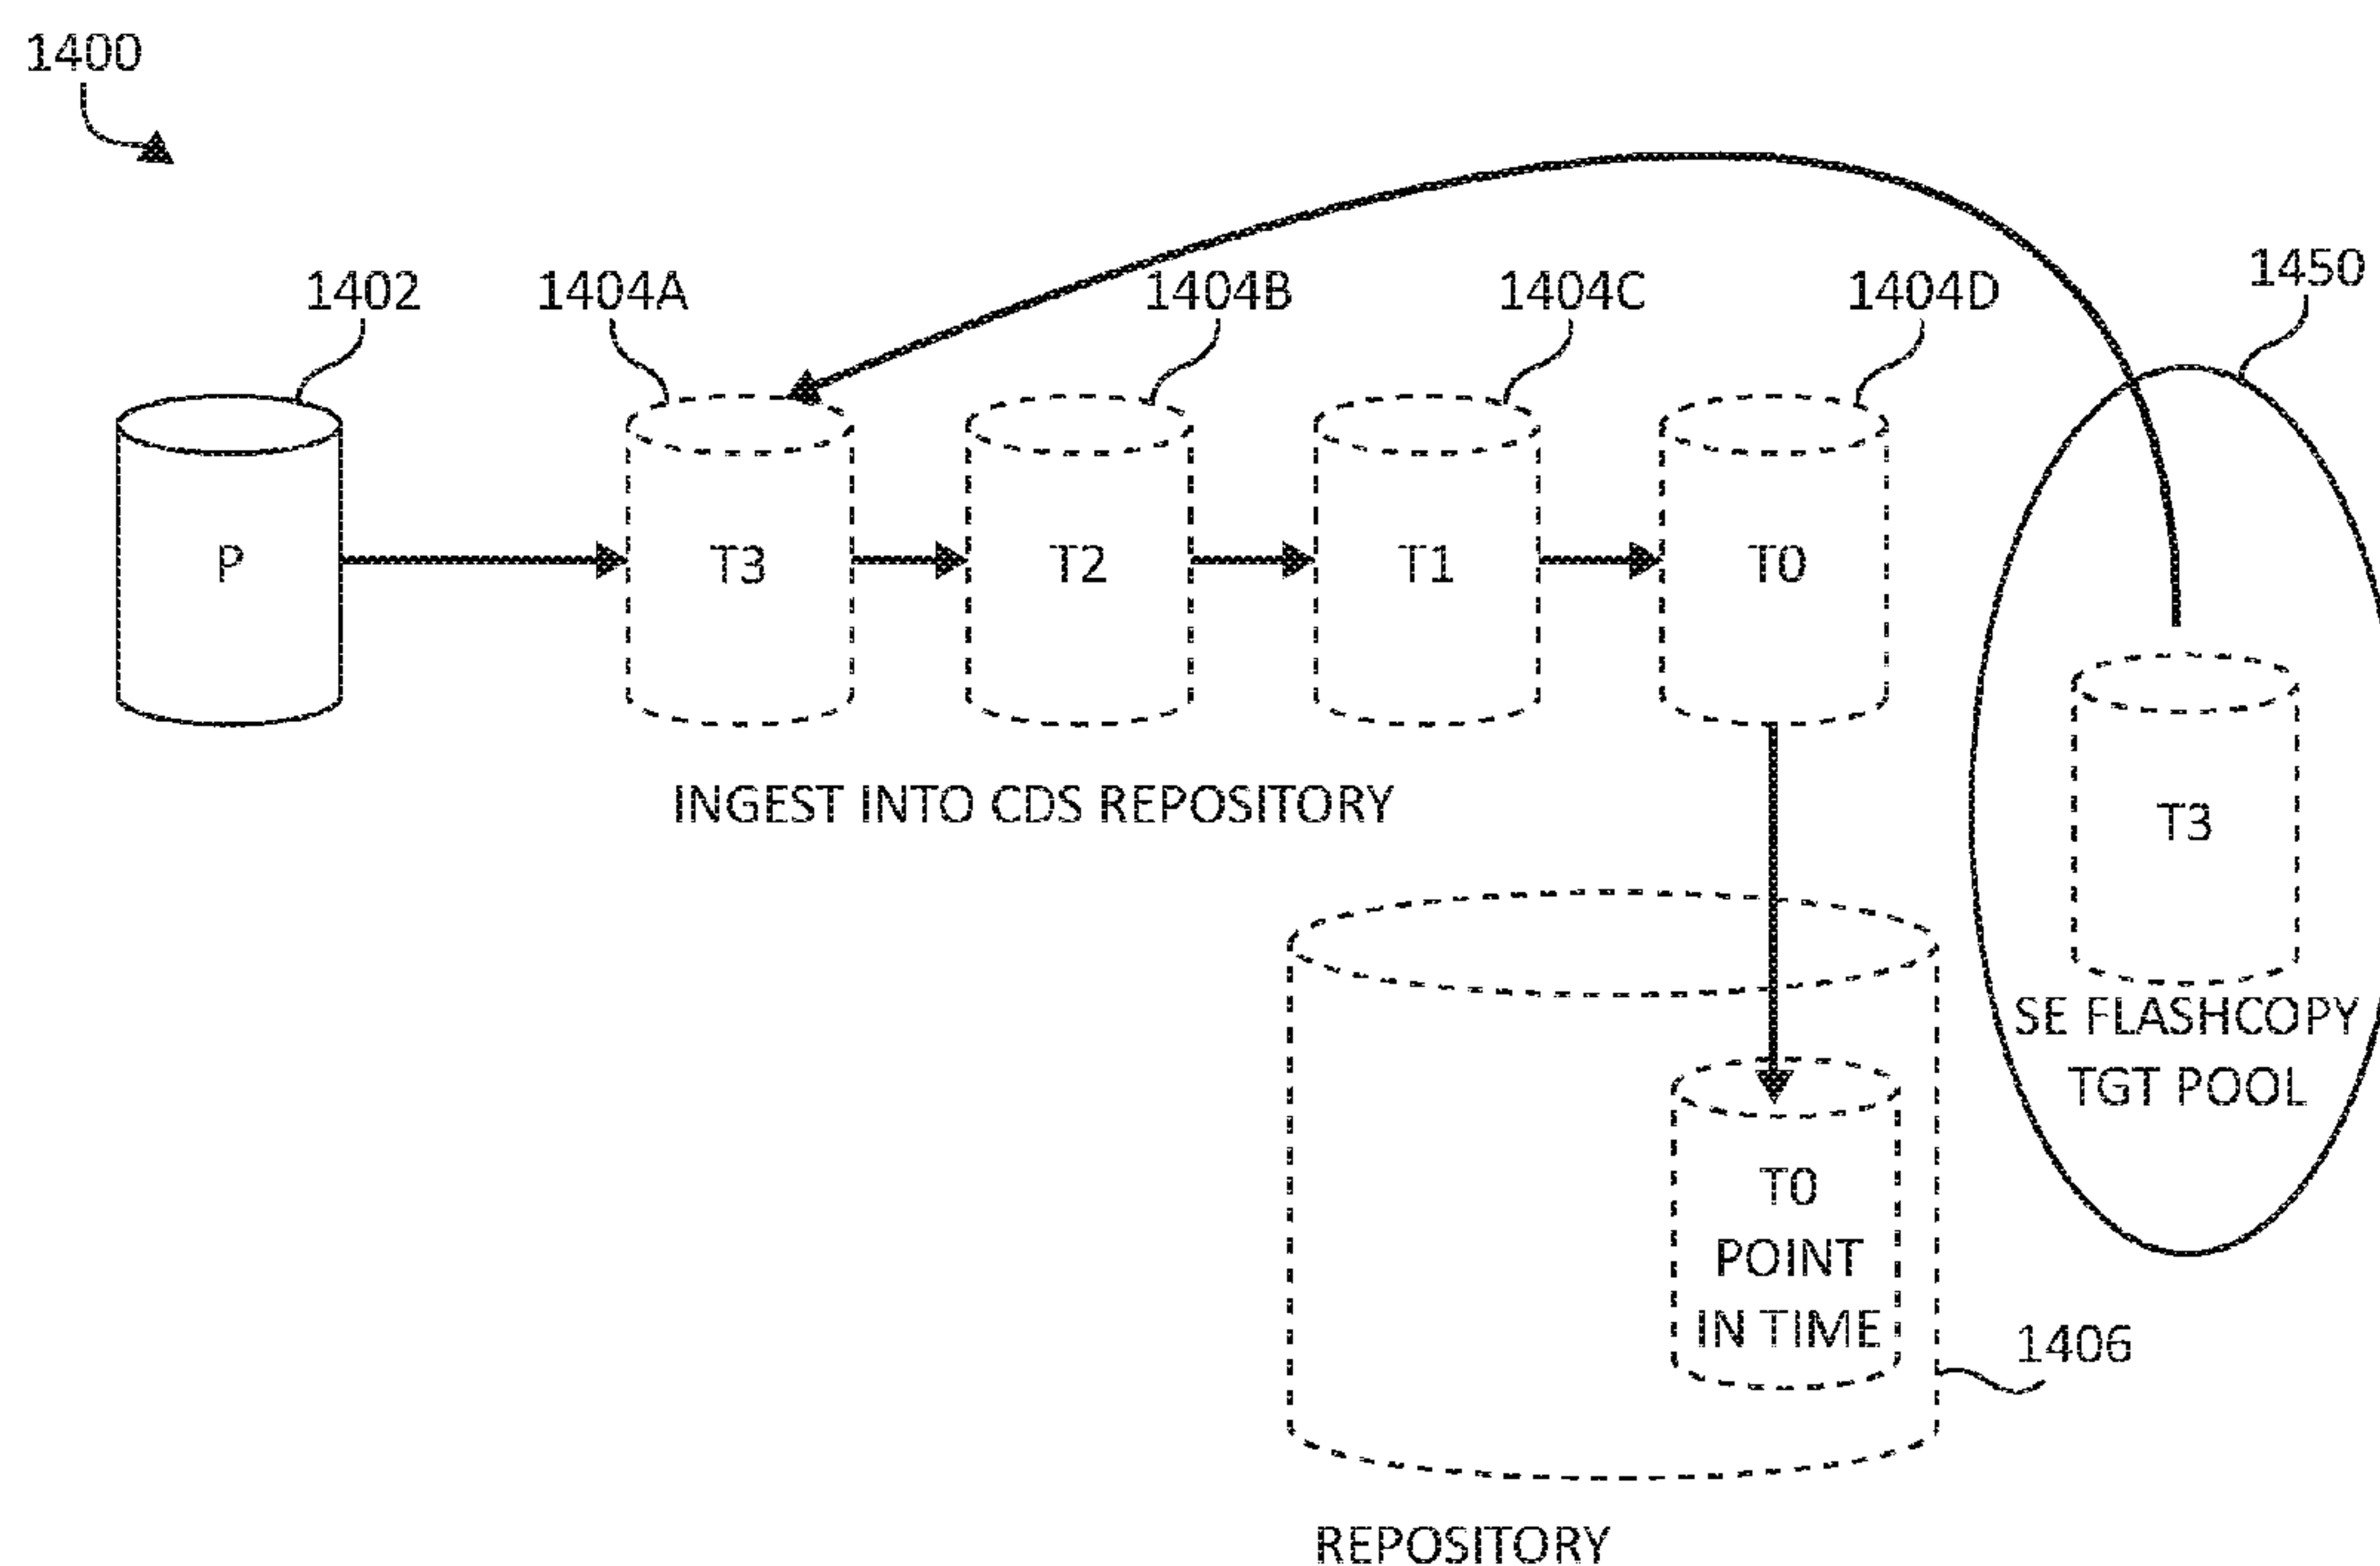 1400
1402
1404A
1404B
1404C
1404D
1450
P
T3
T2
T1
T0
INGEST INTO CDS REPOSITORY
T3
SE FLASHCOPY
TGT POOL
T0
POINT
IN TIME
1406
REPOSITORY